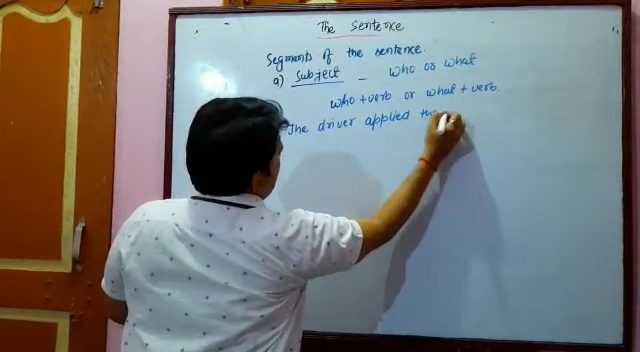 The Sentence
Segments of the sentence.
a) Subject - who or what
who + verb or what + verb.
The driver applied